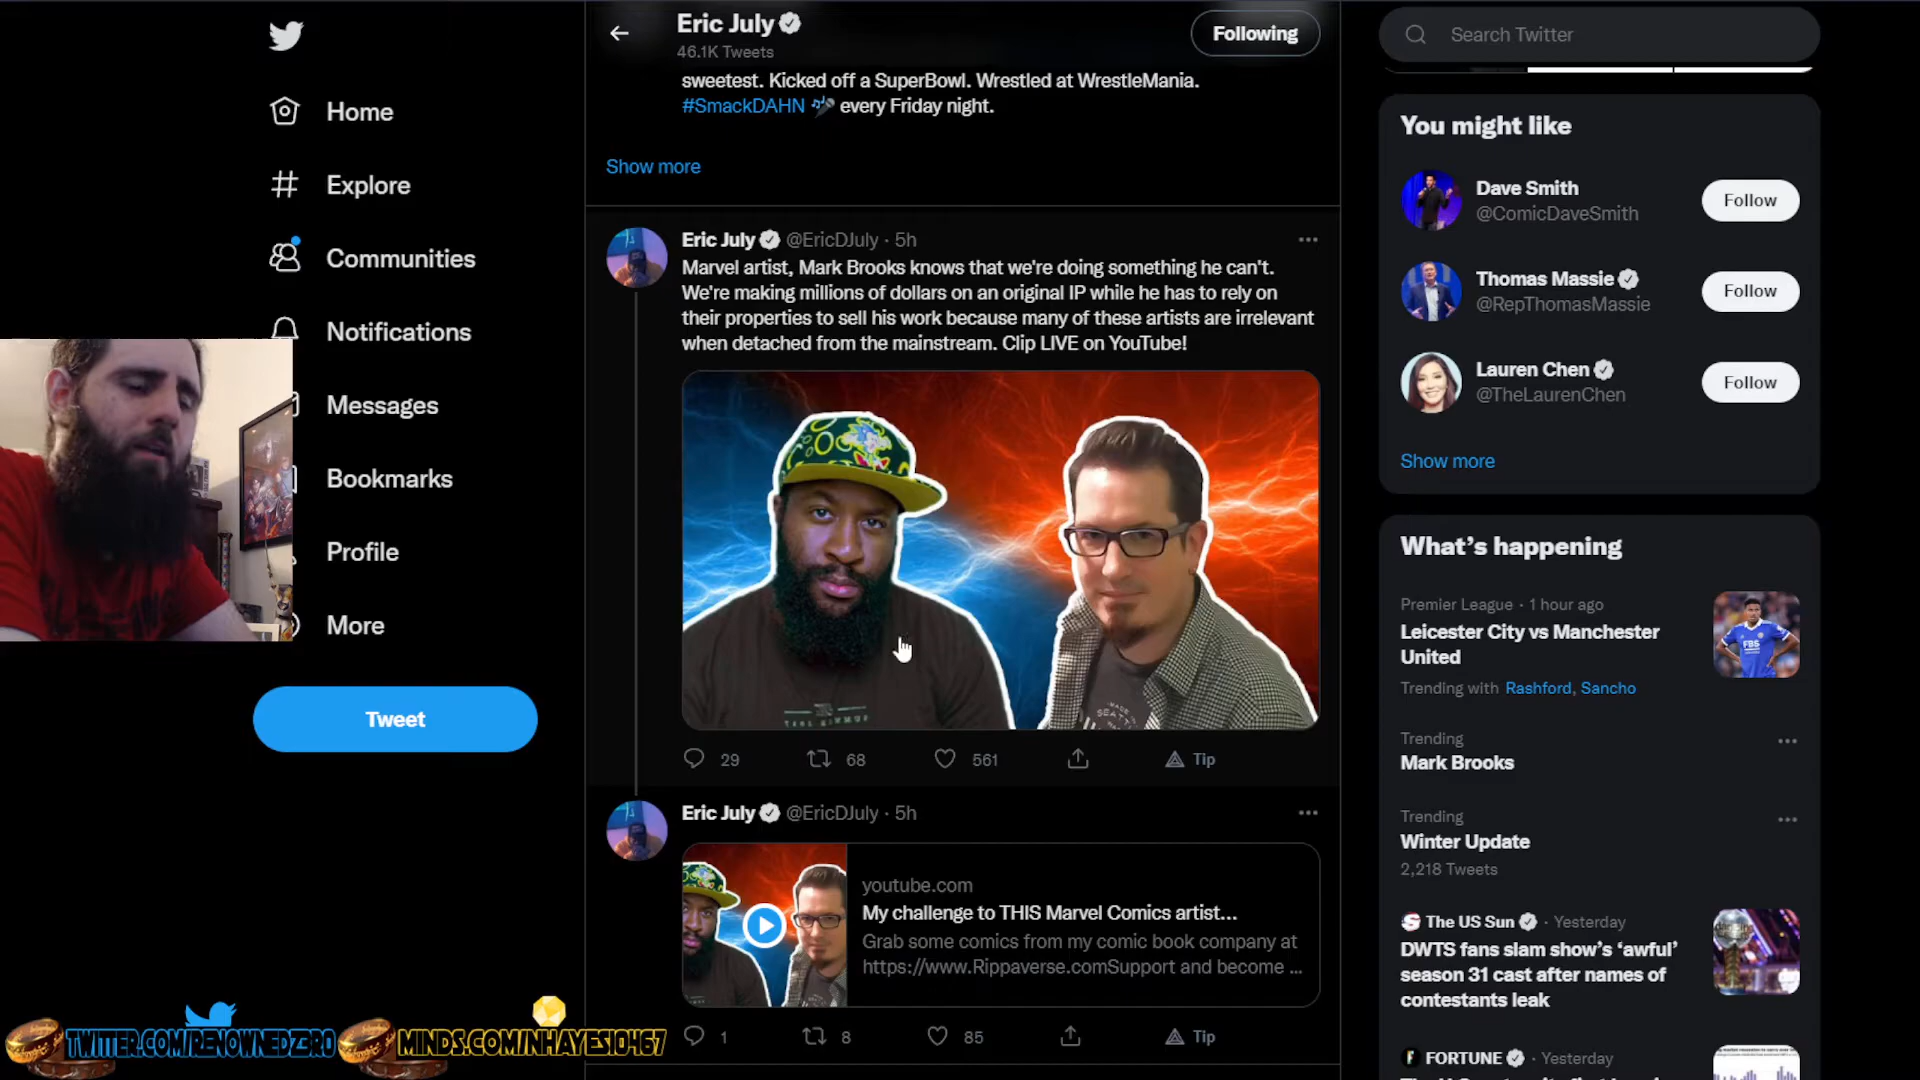 Home
Explore
Communities
Notifications
Messages
Bookmarks
Profile
More
Tweet
TWITTER.COM/RENOWNEDZ3R0
MINDS.COM/NHAYES10467
Eric July
46.1K Tweets
Following
sweetest. Kicked off a SuperBowl. Wrestled at WrestleMania.
#SmackDAHN 🎤 every Friday night.
Show more
Eric July @EricDJuly · 5h
Marvel artist, Mark Brooks knows that we're doing something he can't.
We're making millions of dollars on an original IP while he has to rely on
their properties to sell his work because many of these artists are irrelevant
when detached from the mainstream. Clip LIVE on YouTube!
29 68 561 Tip
Eric July @EricDJuly · 5h
youtube.com
My challenge to THIS Marvel Comics artist...
Grab some comics from my comic book company at
https://www.Rippaverse.comSupport and become ...
1 8 85 Tip
Search Twitter
You might like
Dave Smith
@ComicDaveSmith
Follow
Thomas Massie
@RepThomasMassie
Follow
Lauren Chen
@TheLaurenChen
Follow
Show more
What's happening
Premier League · 1 hour ago
Leicester City vs Manchester
United
Trending with Rashford, Sancho
FBS
Trending
Mark Brooks
Trending
Winter Update
2,218 Tweets
The US Sun · Yesterday
DWTS fans slam show's 'awful'
season 31 cast after names of
contestants leak
FORTUNE · Yesterday